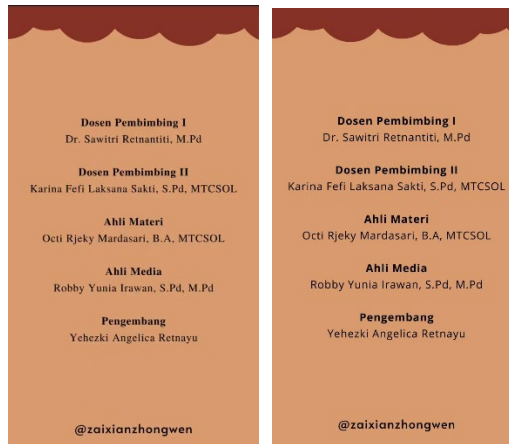 Dosen Pembimbing I
Dr. Sawitri Retnantiti, M.Pd
Dosen Pembimbing II
Karina Fefi Laksana Sakti, S.Pd, MTCSOL
Ahli Materi
Octi Rjeky Mardasari, B.A, MTCSOL
Ahli Media
Robby Yunia Irawan, S.Pd, M.Pd
Pengembang
Yehezki Angelica Retnayu
@zaixianzhongwen
Dosen Pembimbing I
Dr. Sawitri Retnantiti, M.Pd
Dosen Pembimbing II
Karina Fefi Laksana Sakti, S.Pd, MTCSOL
Ahli Materi
Octi Rjeky Mardasari, B.A, MTCSOL
Ahli Media
Robby Yunia Irawan, S.Pd, M.Pd
Pengembang
Yehezki Angelica Retnayu
@zaixianzhongwen